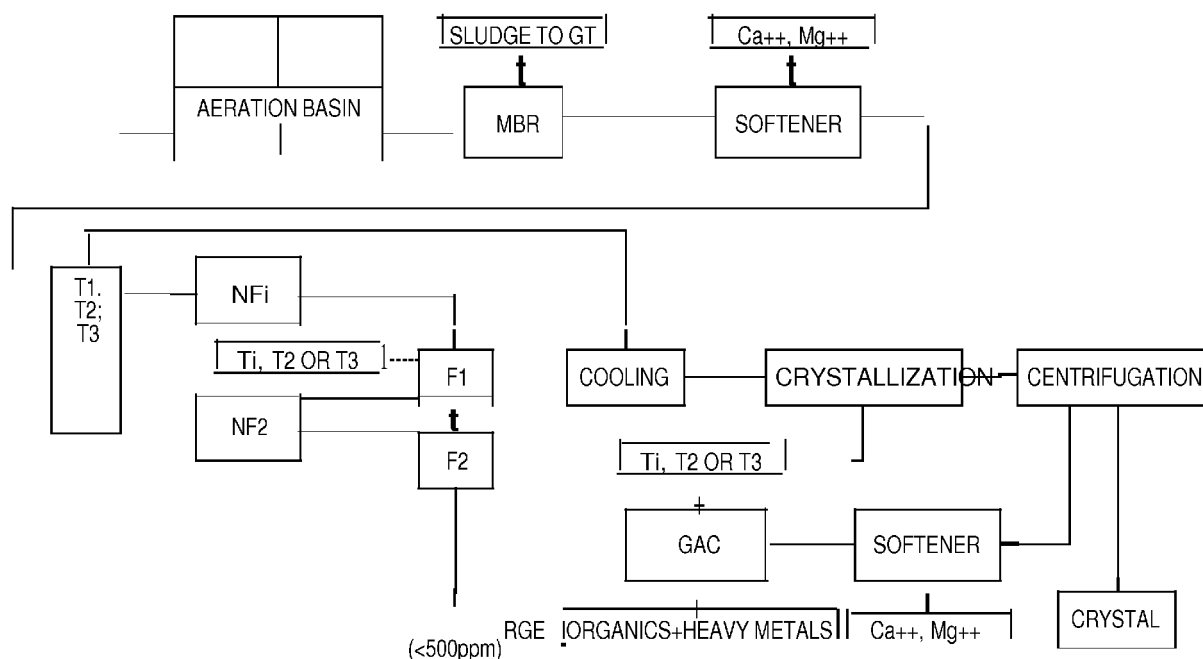 SLUDGE TO GT
Ca++, Mg++
AERATION BASIN
MBR
SOFTENER
T1.
T2;
T3
NFi
Ti, T2 OR T3
F1
COOLING
CRYSTALLIZATION
CENTRIFUGATION
NF2
F2
Ti, T2 OR T3
GAC
SOFTENER
CRYSTAL
RGE IORGANICS+HEAVY METALS
Ca++, Mg++
(<500ppm)